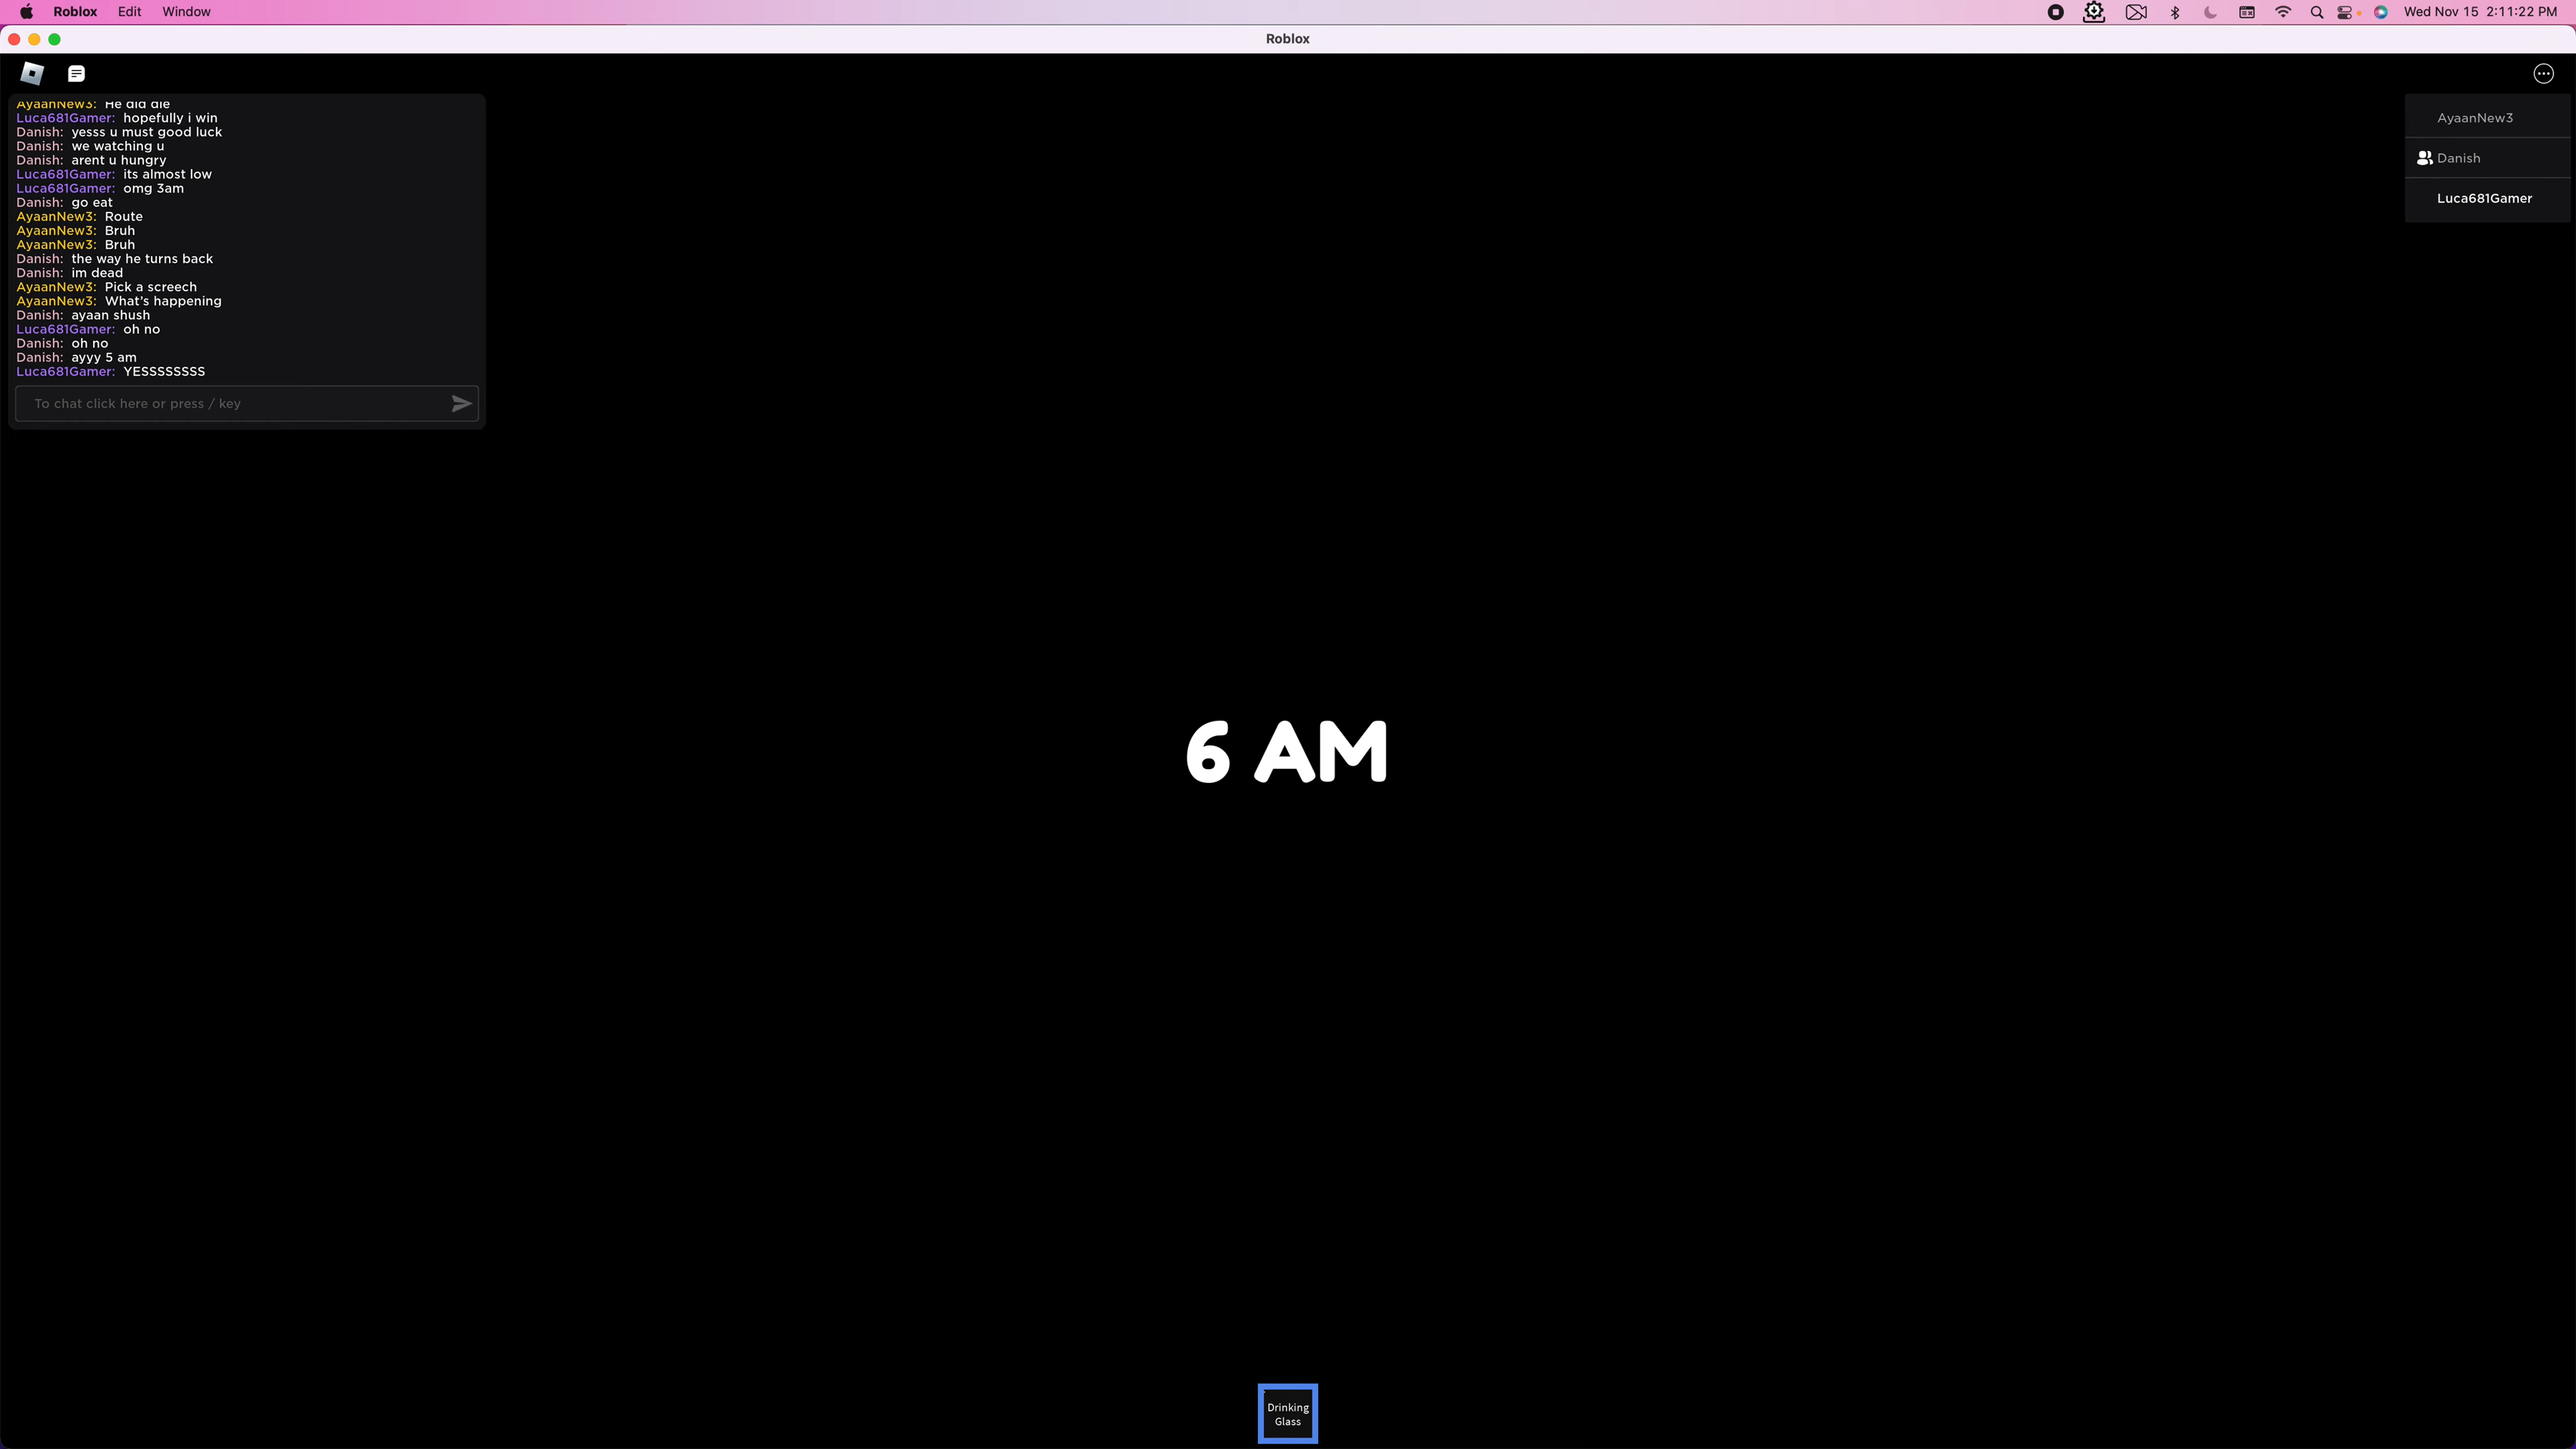 Roblox Edit Window Wed Nov 15 2:11:22 PM
Roblox
AyaanNew3: He did die
Luca681Gamer: hopefully i win
Danish: yesss u must good luck
Danish: we watching u
Danish: arent u hungry
Luca681Gamer: its almost low
Luca681Gamer: omg 3am
Danish: go eat
AyaanNew3: Route
AyaanNew3: Bruh
AyaanNew3: Bruh
Danish: the way he turns back
Danish: im dead
AyaanNew3: Pick a screech
AyaanNew3: What's happening
Danish: ayaan shush
Luca681Gamer: oh no
Danish: oh no
Danish: ayyy 5 am
Luca681Gamer: YESSSSSSSS
To chat click here or press / key
AyaanNew3
Danish
Luca681Gamer
6 AM
Drinking
Glass